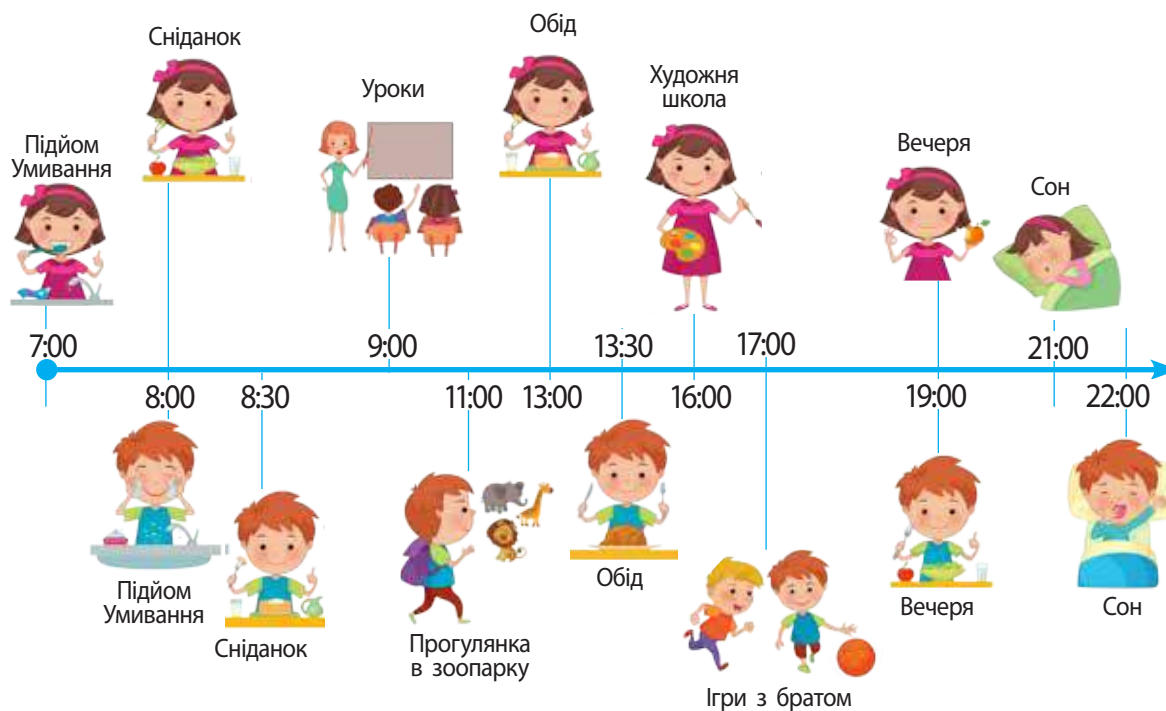 Сніданок
Обід
Уроки
Художня
школа
Підйом
Умивання
Вечеря
Сон
7:00
9:00
13:30
17:00
21:00
8:00
8:30
11:00
13:00
16:00
19:00
22:00
Підйом
Умивання
Сніданок
Прогулянка
в зоопарку
Обід
Ігри з братом
Вечеря
Сон